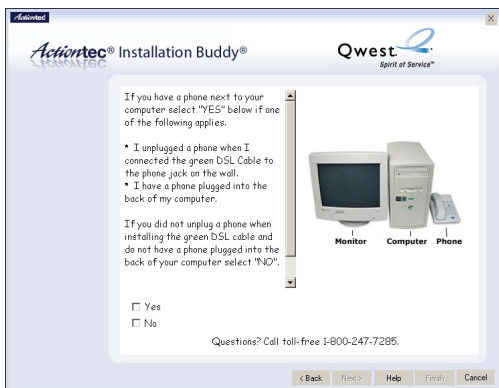 Actiontec
Actiontec® Installation Buddy®
Qwest
Spirit of Service™
If you have a phone next to your
computer select "YES" below if one
of the following applies.
* I unplugged a phone when I
connected the green DSL Cable to
the phone jack on the wall.
* I have a phone plugged into the
back of my computer.
If you did not unplug a phone when
installing the green DSL cable and
do not have a phone plugged into the
back of your computer select "NO".
Monitor Computer Phone
Yes
No
Questions? Call toll-free 1-800-247-7285.
< Back Next > Help Finish Cancel